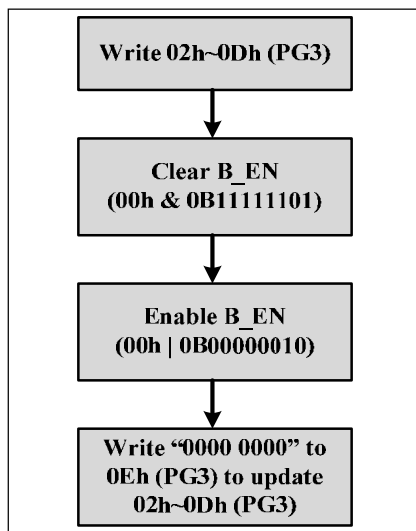 Write 02h~0Dh (PG3)
Clear B_EN
(00h & 0B11111101)
Enable B_EN
(00h | 0B00000010)
Write “0000 0000” to
0Eh (PG3) to update
02h~0Dh (PG3)